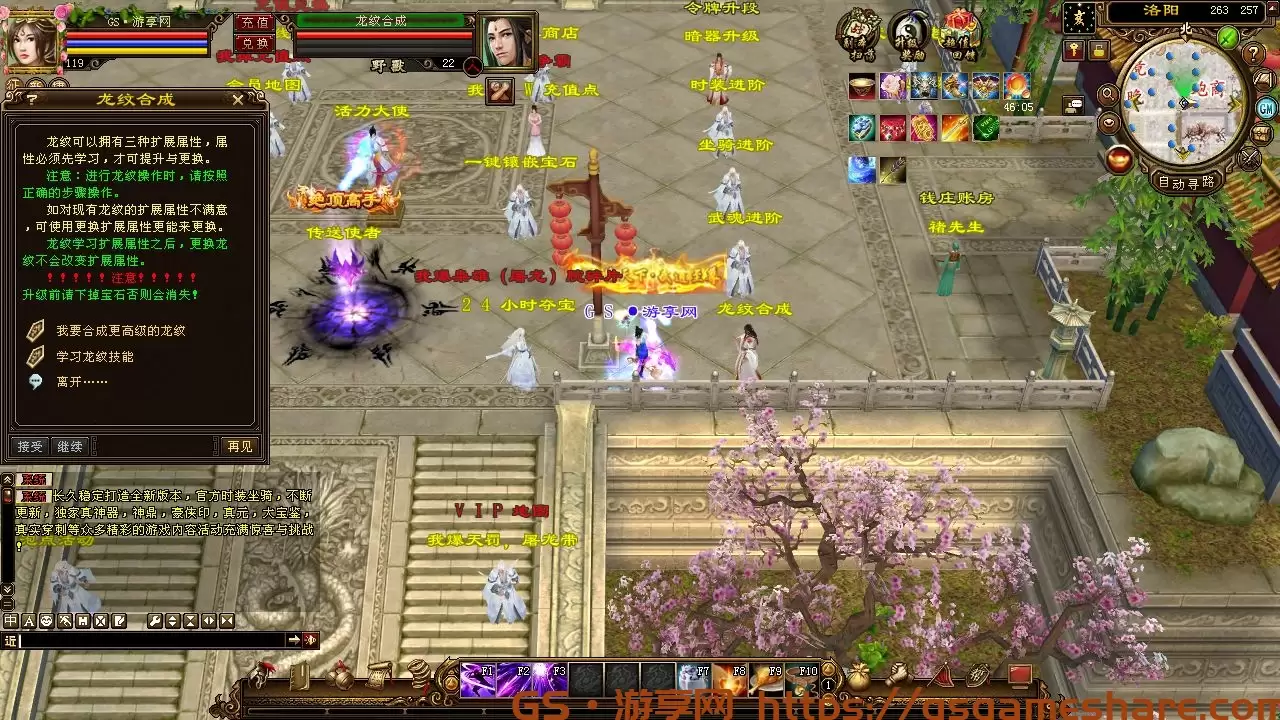 GS·游享网
119
充值
兑换
龙纹合成
野兽
22
商店
令牌升段
暗器升级
洛阳
263 257
北
自动寻路
GM
46:05
会员地图
活力大使
时装进阶
坐骑进阶
一键镶嵌宝石
绝顶高手
传送使者
武魂进阶
钱庄账房
褚先生
24 小时夺宝
GS ●游享网
龙纹合成
龙纹合成
龙纹可以拥有三种扩展属性，属
性必须先学习，才可提升与更换。
注意：进行龙纹操作时，请按照
正确的步骤操作。
如对现有龙纹的扩展属性不满意
，可使用更换扩展属性更能来更换。
龙纹学习扩展属性之后，更换龙
纹不会改变扩展属性。
！！！！！注意！！！！！
升级前请下掉宝石否则会消失！
我要合成更高级的龙纹
学习龙纹技能
离开……
接受
继续
再见
系统
系统 长久稳定打造全新版本，官方时装坐骑，不断
更新，独家真神器，神鼎，豪侠印，真元，大宝鉴，
真实穿刺等众多精彩的游戏内容活动充满惊喜与挑战
！
VIP 地图
我爆天罚，屠龙带
近
F1
F2
F3
F7
F8
F9
F10
GS·游享网 https://gsgameshare.com